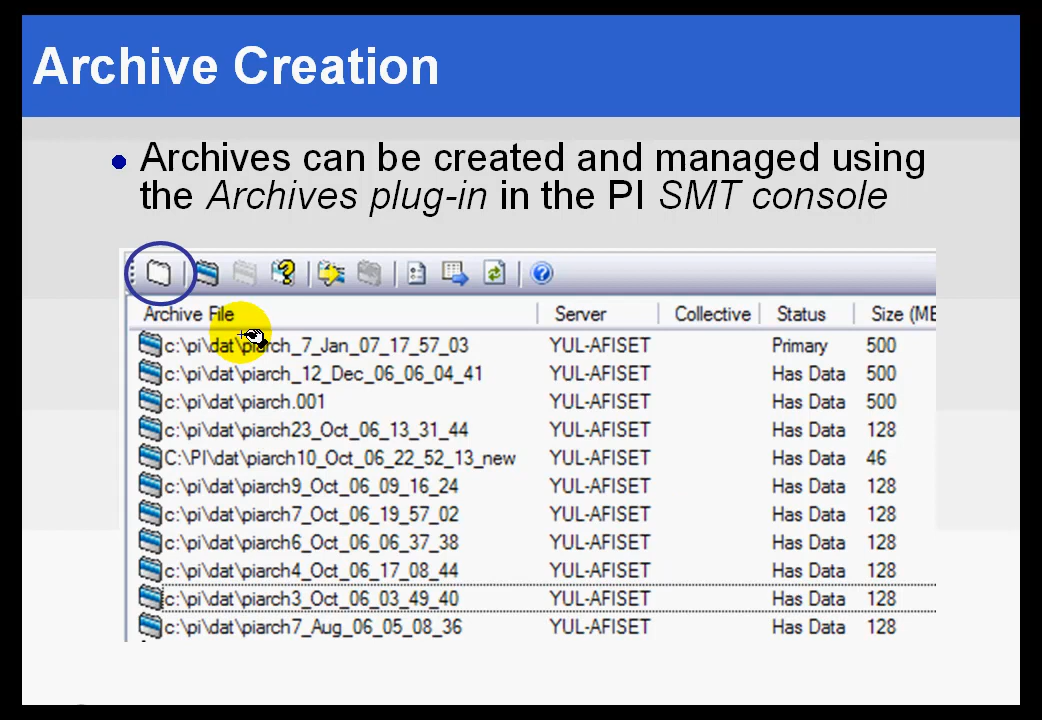 Archive Creation
Archives can be created and managed using
the Archives plug-in in the PI SMT console
Archive File Server Collective Status Size (ME
c:\pi\dat\piarch_7_Jan_07_17_57_03 YUL-AFISET Primary 500
c:\pi\dat\piarch_12_Dec_06_06_04_41 YUL-AFISET Has Data 500
c:\pi\dat\piarch.001 YUL-AFISET Has Data 500
c:\pi\dat\piarch23_Oct_06_13_31_44 YUL-AFISET Has Data 128
C:\PI\dat\piarch10_Oct_06_22_52_13_new YUL-AFISET Has Data 46
c:\pi\dat\piarch9_Oct_06_09_16_24 YUL-AFISET Has Data 128
c:\pi\dat\piarch7_Oct_06_19_57_02 YUL-AFISET Has Data 128
c:\pi\dat\piarch6_Oct_06_06_37_38 YUL-AFISET Has Data 128
c:\pi\dat\piarch4_Oct_06_17_08_44 YUL-AFISET Has Data 128
c:\pi\dat\piarch3_Oct_06_03_49_40 YUL-AFISET Has Data 128
c:\pi\dat\piarch7_Aug_06_05_08_36 YUL-AFISET Has Data 128